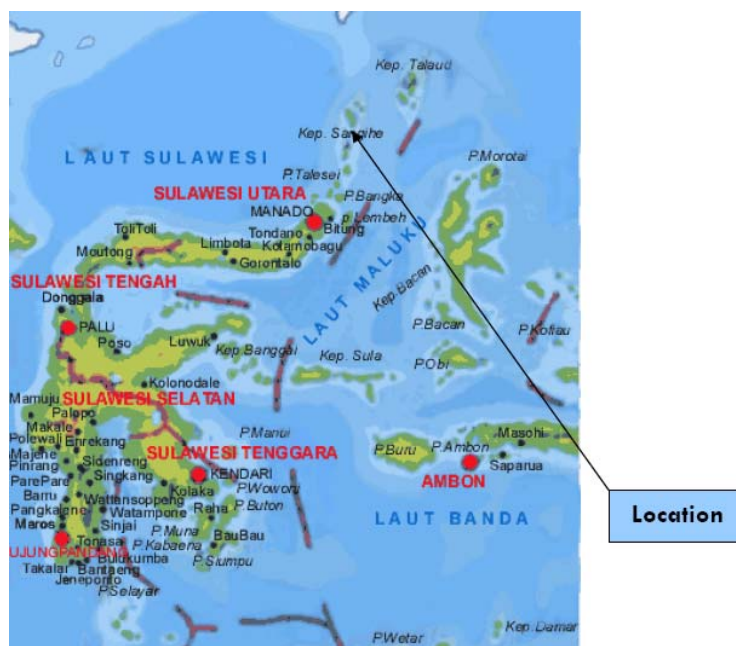 Kep. Talaud
Kep. Sangihe
LAUT SULAWESI
P.Morotai
P.Talesei
SULAWESI UTARA
P.Bangka
MANADO
p.Lembeh
ToliToli
Tondano
Bitung
Limbota
Kotamobagu
Moutong
Gorontalo
LAUT MALUKU
SULAWESI TENGAH
Kep.Bacan
Donggala
PALU
P.Bacan
P.Kofiau
Poso
Luwuk
Kep.Banggai
Kep. Sula
P.Obi
Kolonodale
Mamuju
SULAWESI SELATAN
Palopo
Makale
P.Manui
Masohi
Polewali
Enrekang
SULAWESI TENGGARA
P.Buru
P.Ambon
Majene
Sidenreng
Saparua
Pinrang
KENDARI
AMBON
Singkang
ParePare
Kolaka
P.Wowoni
Barru
Wattansoppeng
Raha
P.Buton
Location
Pangkalene
Watampone
LAUT BANDA
Maros
Sinjai
P.Muna
Tonasa
P.Kabaena
BauBau
UJUNGPANDANG
Bulukumba
P.Siumpu
Takalar
Bantaeng
Jeneponto
P.Selayar
P.Wetar
Kep.Damar